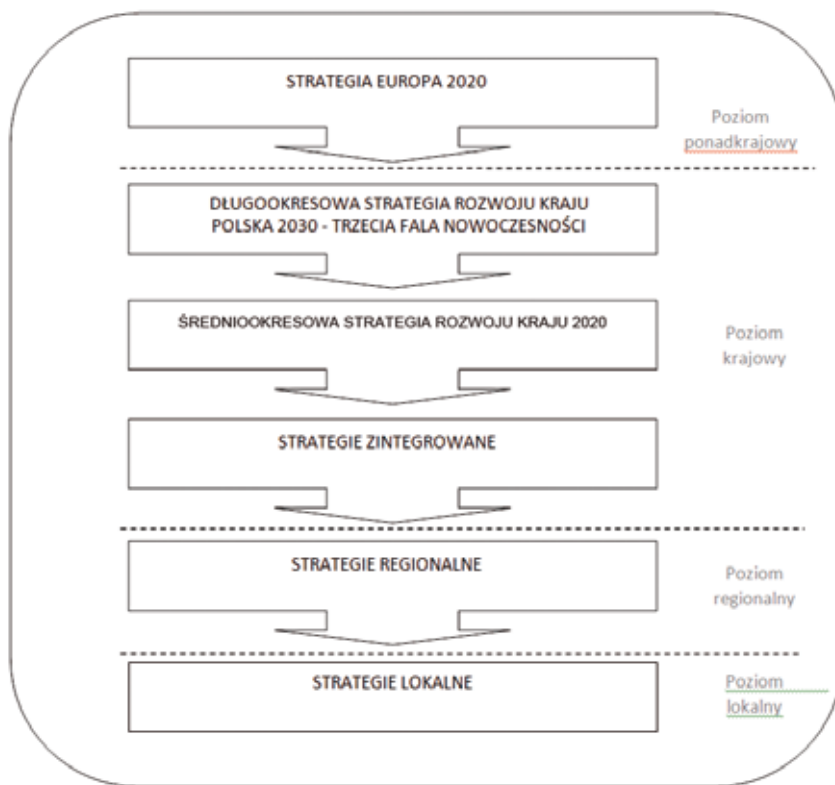 STRATEGIA EUROPA 2020
Poziom
ponadkrajowy
DŁUGOOKRESOWA STRATEGIA ROZWOJU KRAJU
POLSKA 2030 - TRZECIA FALA NOWOCZESNOŚCI
ŚREDNIOOKRESOWA STRATEGIA ROZWOJU KRAJU 2020
Poziom
krajowy
STRATEGIE ZINTEGROWANE
STRATEGIE REGIONALNE
Poziom
regionalny
STRATEGIE LOKALNE
Poziom
lokalny